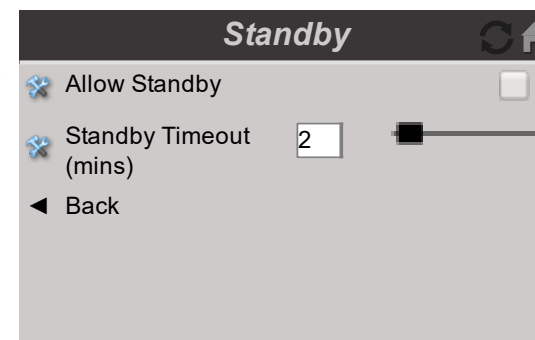 Standby
Allow Standby
Standby Timeout 2
(mins)
Back